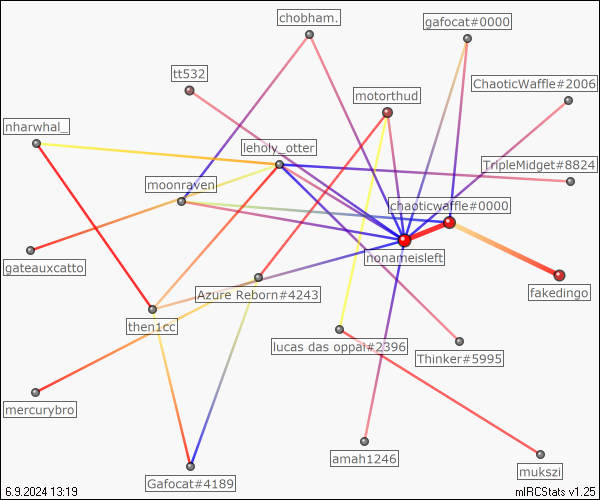 chobham.
gafocat#0000
tt532
ChaoticWaffle#2006
motorthud
nharwhal_
leholy_otter
TripleMidget#8824
moonraven
chaoticwaffle#0000
nonameisleft
gateauxcatto
Azure Reborn#4243
fakedingo
then1cc
lucas das oppai#2396
Thinker#5995
mercurybro
amah1246
mukszi
Gafocat#4189
6.9.2024 13:19
mIRCStats v1.25